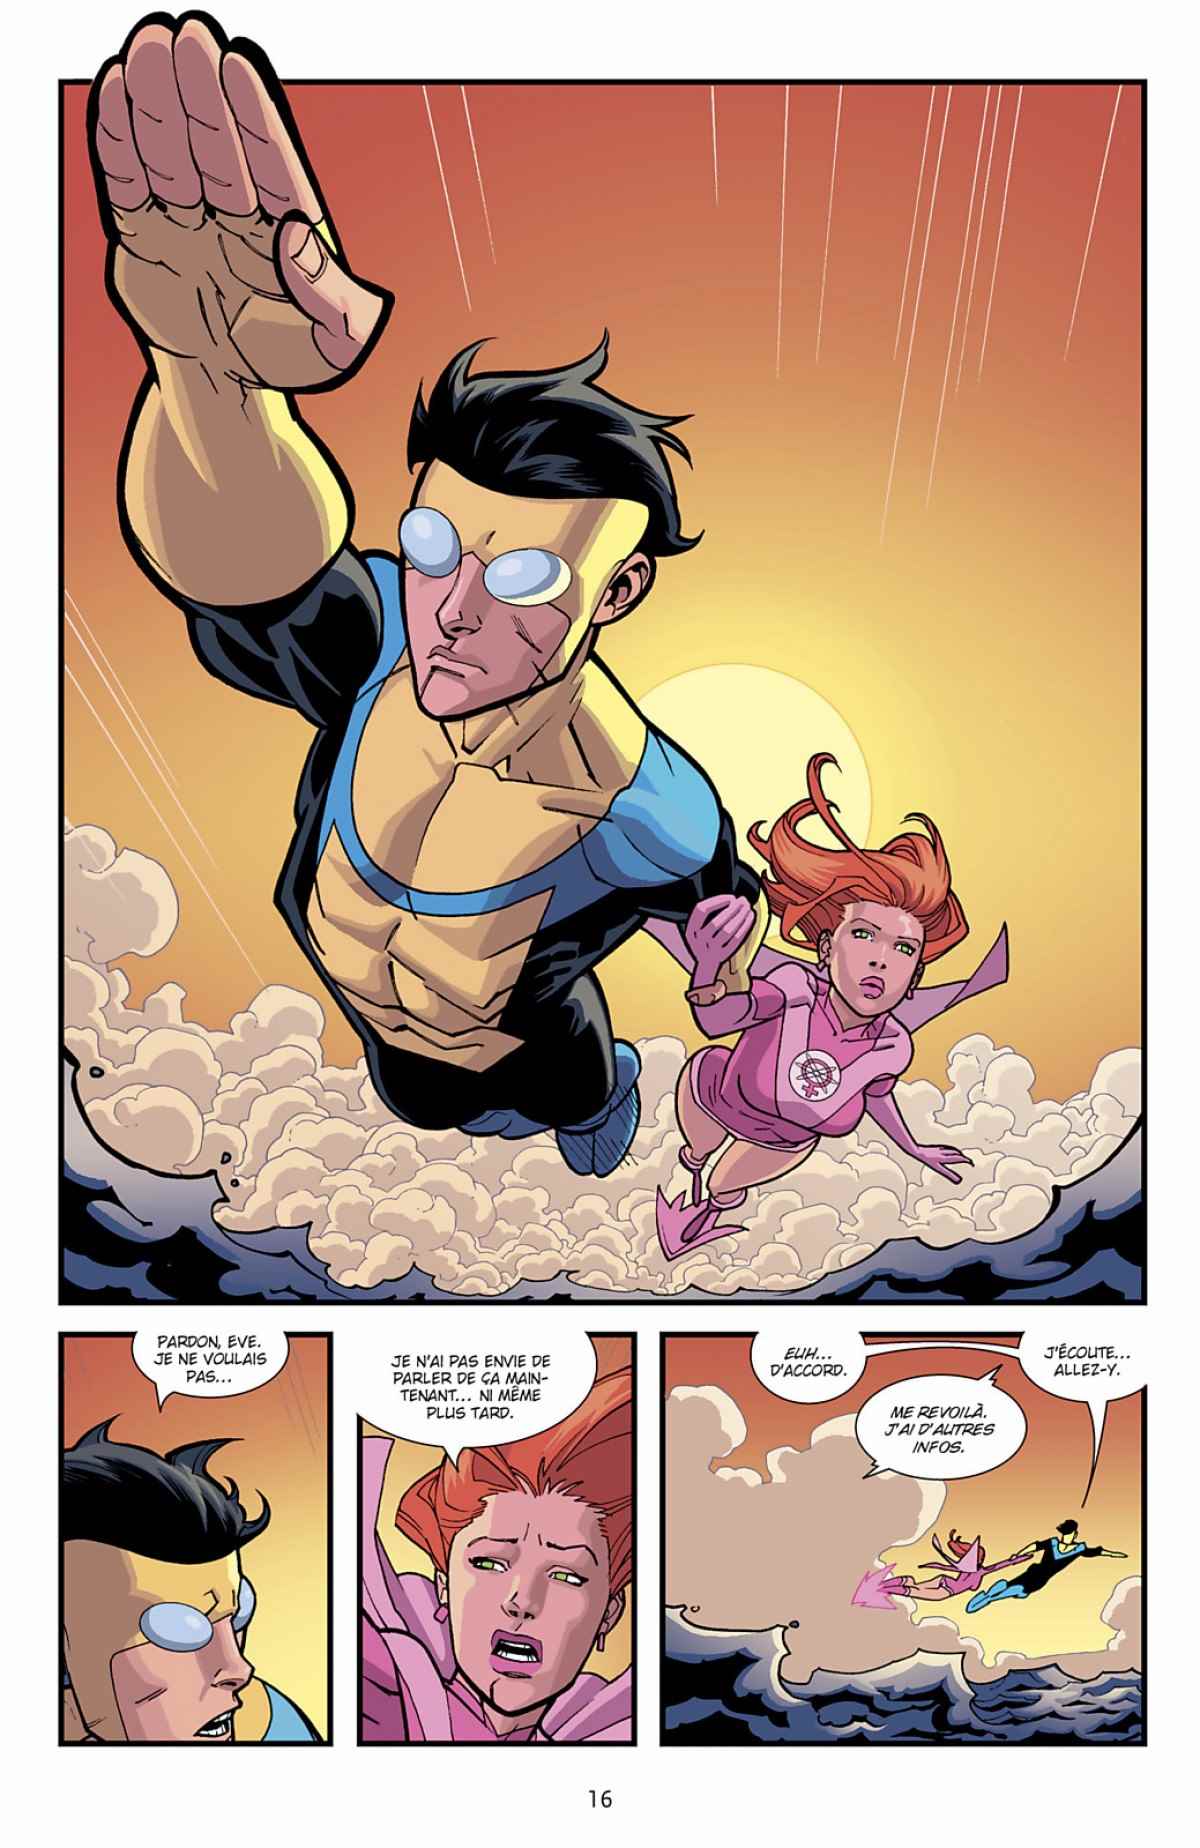 PARDON, EVE.
JE NE VOULAIS
PAS...
JE N'AI PAS ENVIE DE
PARLER DE ÇA MAIN-
TENANT... NI MÊME
PLUS TARD.
EUH...
D'ACCORD.
ME REVOILÀ.
J'AI D'AUTRES
INFOS.
J'ÉCOUTE...
ALLEZ-Y.
16